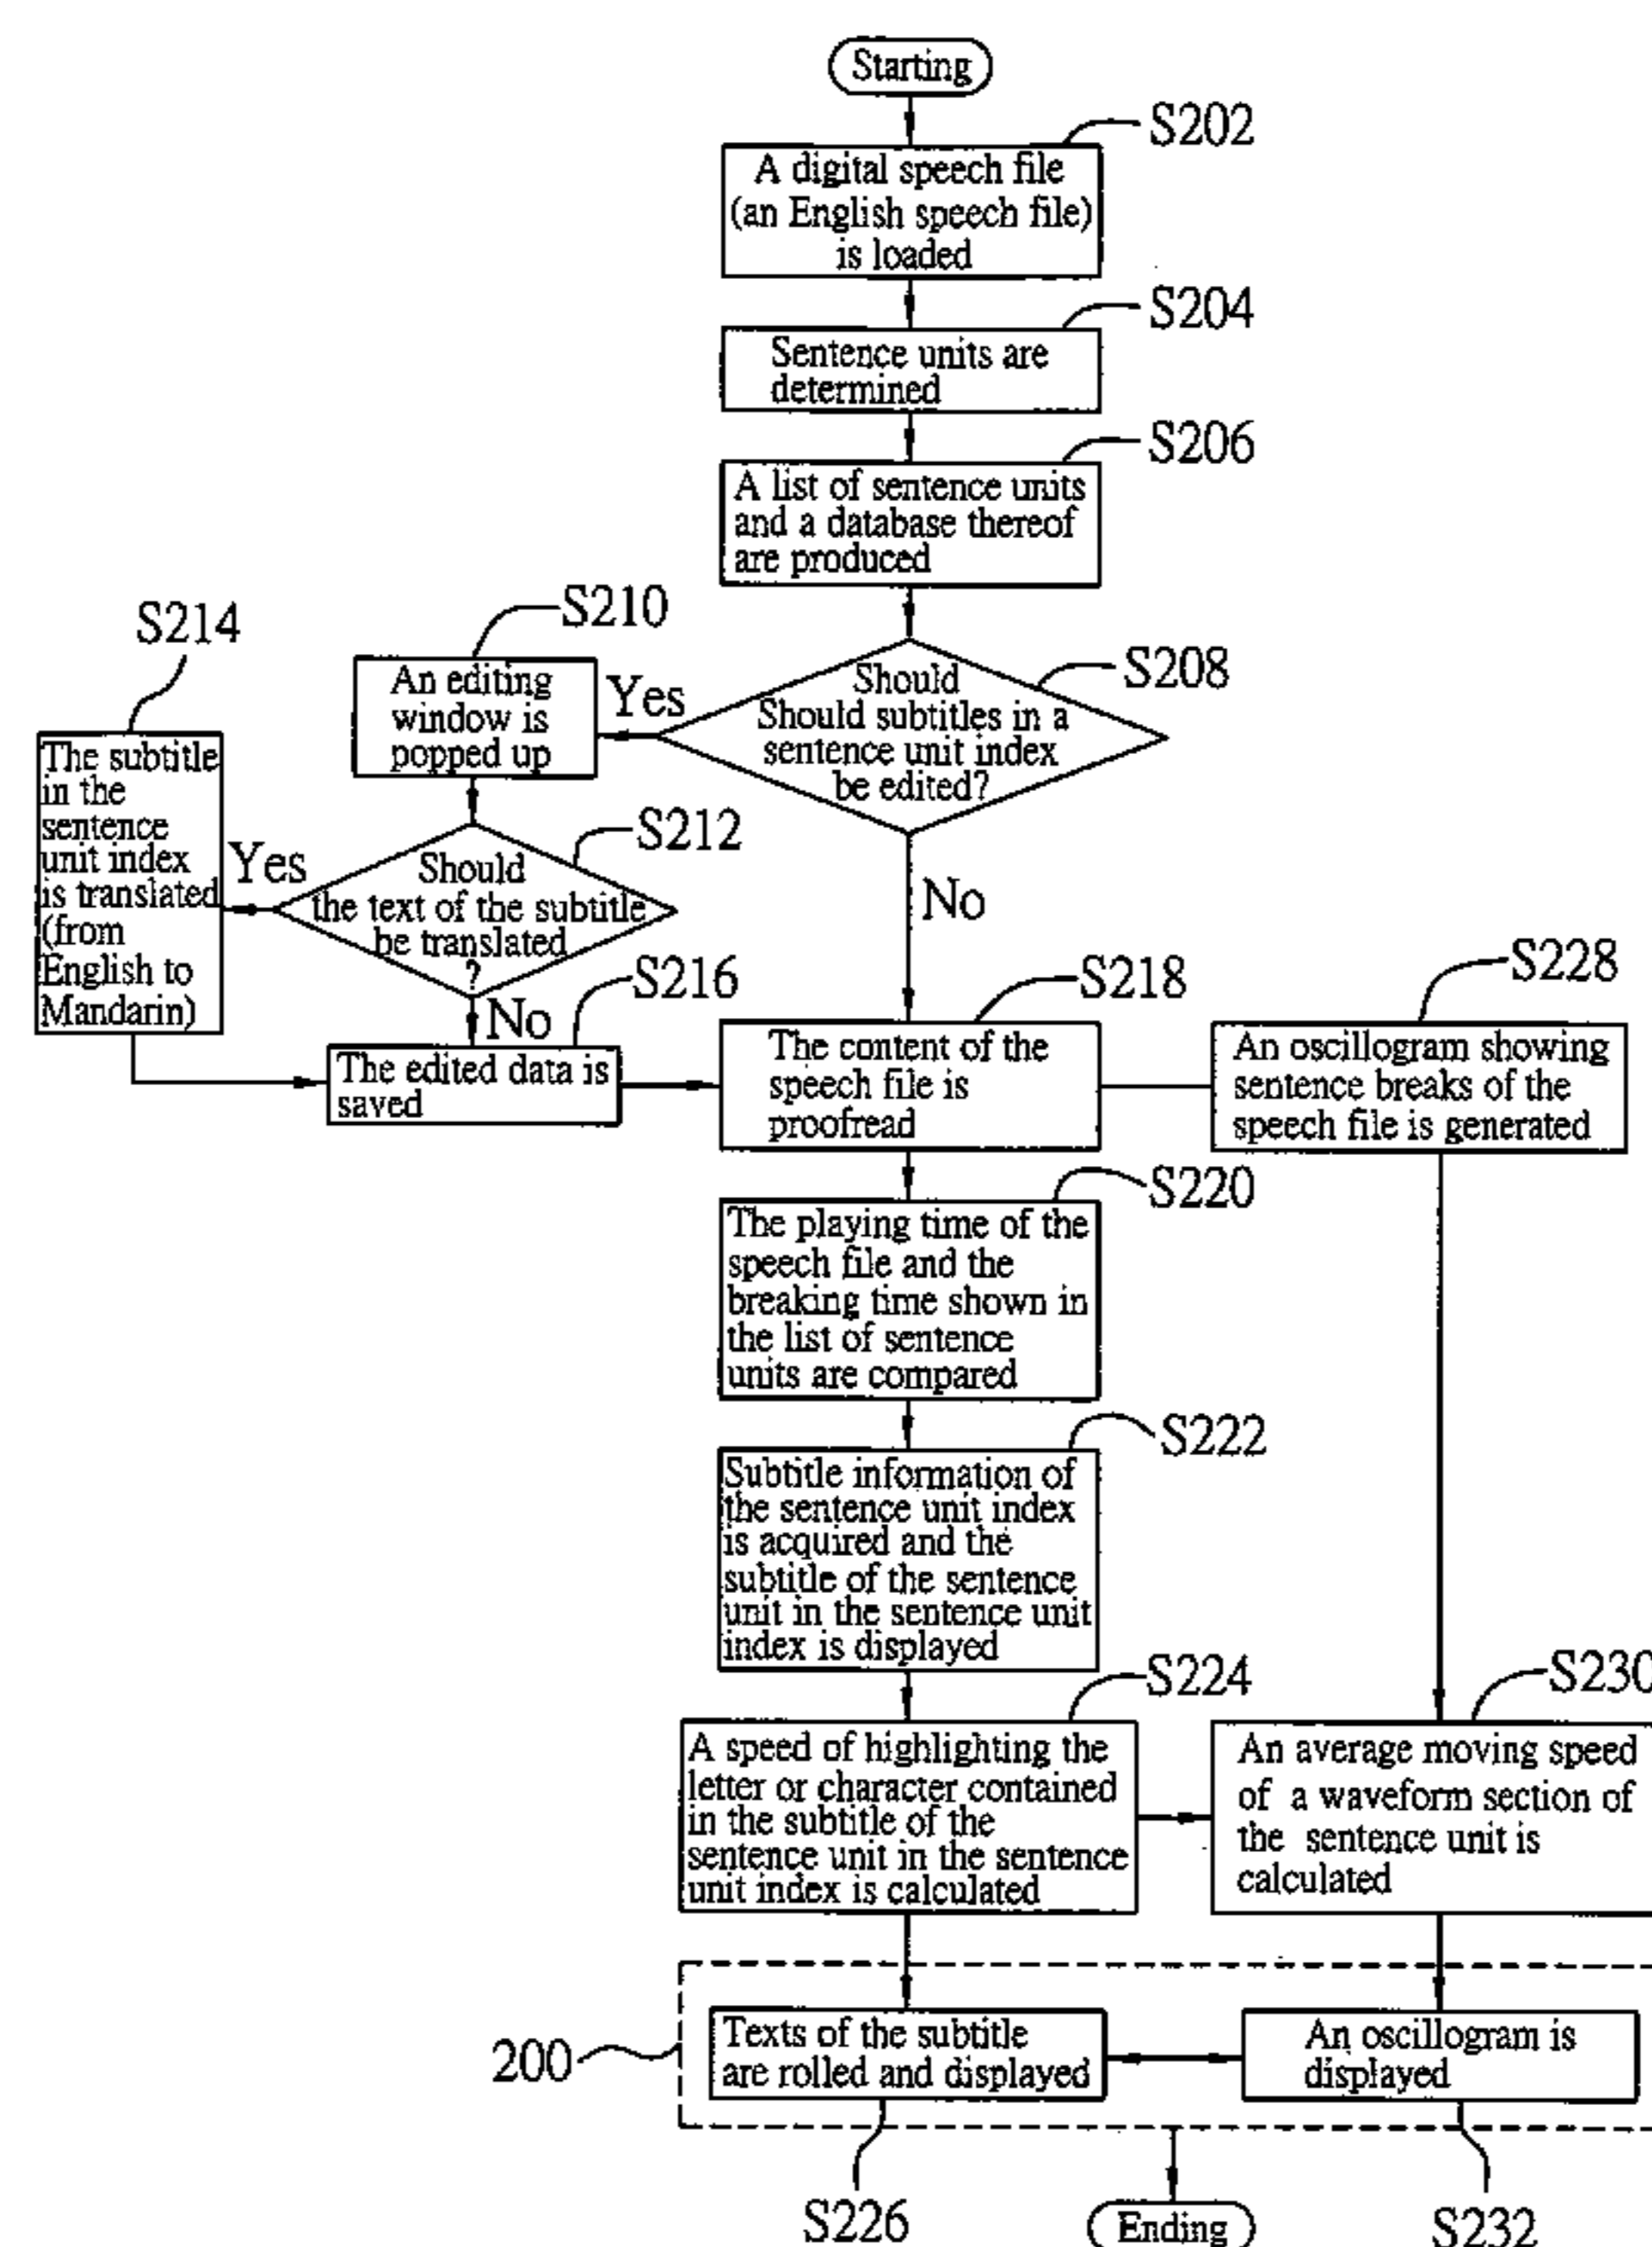 Starting
S202
A digital speech file
(an English speech file)
is loaded
S204
Sentence units are
determined
S206
A list of sentence units
and a database thereof
are produced
S208
Should
Should subtitles in a
sentence unit index
be edited?
Yes
No
S210
An editing
window is
popped up
S212
Should
the text of the subtitle
be translated
?
Yes
No
S214
The subtitle
in the
sentence
unit index
is translated
(from
English to
Mandarin)
S216
The edited data is
saved
S218
The content of the
speech file is
proofread
S228
An oscillogram showing
sentence breaks of the
speech file is generated
S220
The playing time of the
speech file and the
breaking time shown in
the list of sentence
units are compared
S222
Subtitle information of
the sentence unit index
is acquired and the
subtitle of the sentence
unit in the sentence unit
index is displayed
S224
A speed of highlighting the
letter or character contained
in the subtitle of the
sentence unit in the sentence
unit index is calculated
S230
An average moving speed
of a waveform section of
the sentence unit is
calculated
200
Texts of the subtitle
are rolled and displayed
An oscillogram is
displayed
S226
Ending
S232